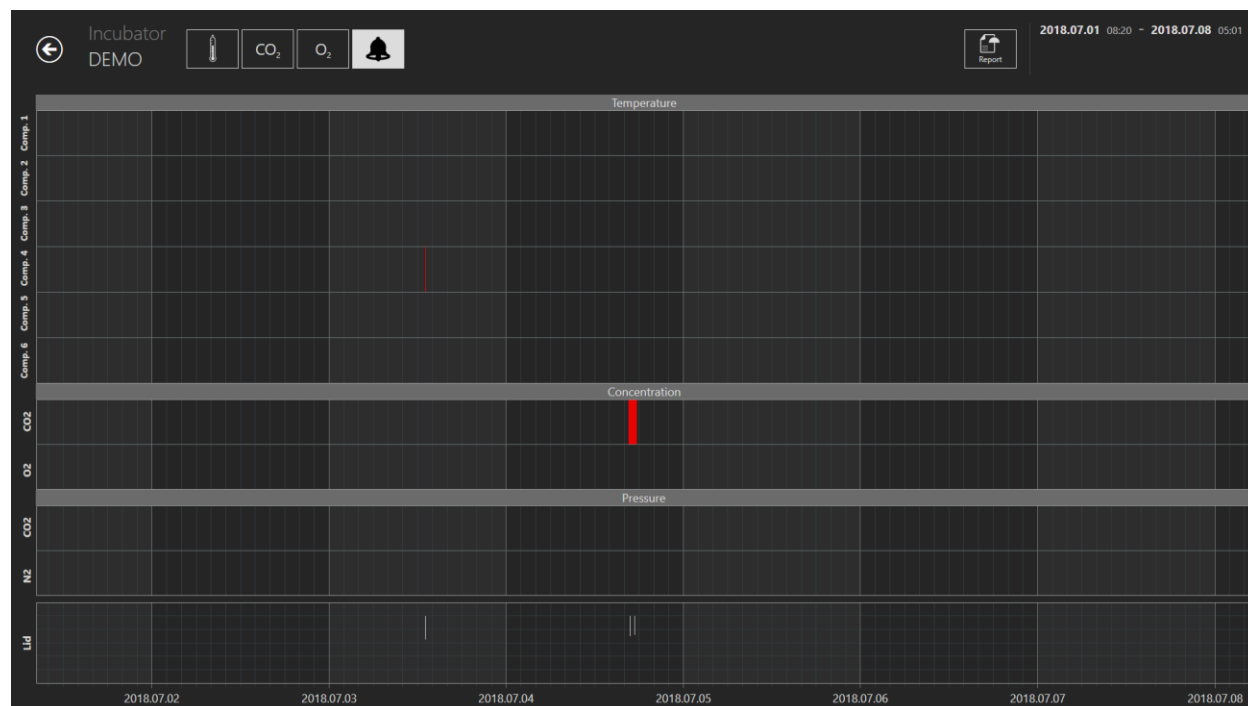 Incubator
DEMO
CO₂
O₂
Report
2018.07.01 08:20 - 2018.07.08 05:01
Temperature
Comp. 1
Comp. 2
Comp. 3
Comp. 4
Comp. 5
Comp. 6
Concentration
CO2
O2
Pressure
CO2
N2
Lid
2018.07.02 2018.07.03 2018.07.04 2018.07.05 2018.07.06 2018.07.07 2018.07.08